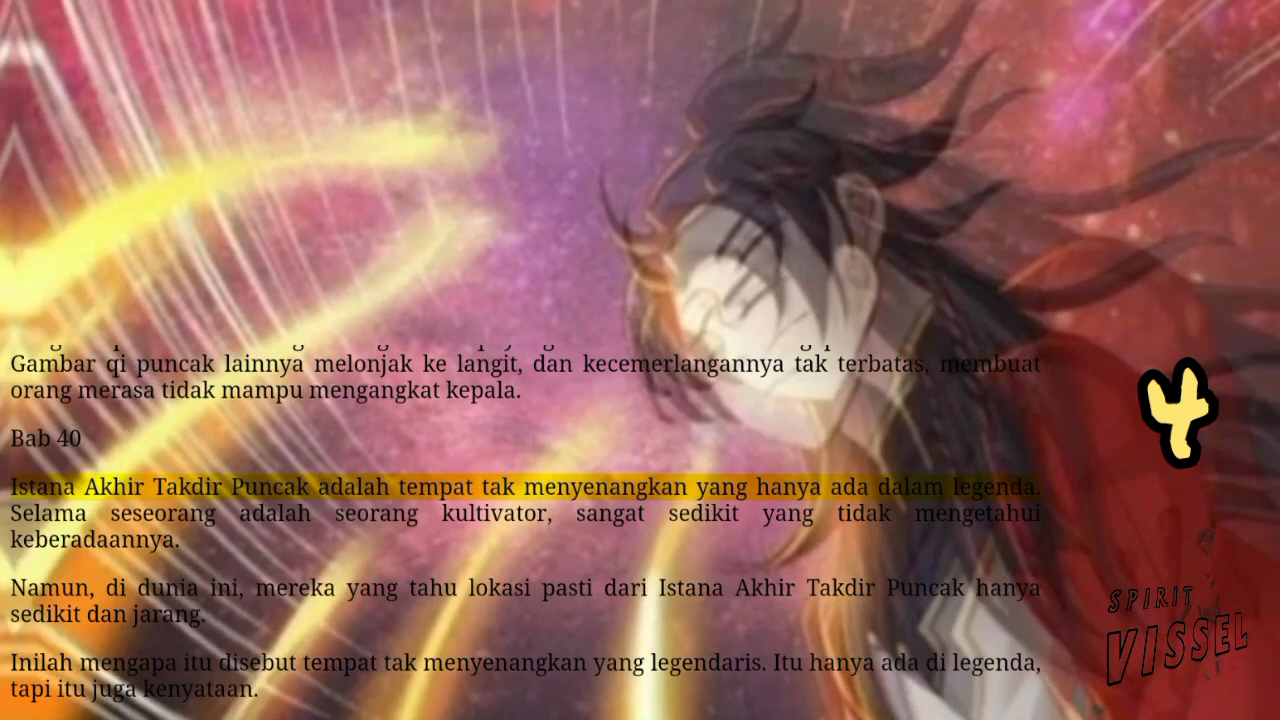 Gambar qi puncak lainnya melonjak ke langit, dan kecemerlangannya tak terbatas, membuat
orang merasa tidak mampu mengangkat kepala.
Bab 40
Istana Akhir Takdir Puncak adalah tempat tak menyenangkan yang hanya ada dalam legenda.
Selama seseorang adalah seorang kultivator, sangat sedikit yang tidak mengetahui
keberadaannya.
Namun, di dunia ini, mereka yang tahu lokasi pasti dari Istana Akhir Takdir Puncak hanya
sedikit dan jarang.
Inilah mengapa itu disebut tempat tak menyenangkan yang legendaris. Itu hanya ada di legenda,
tapi itu juga kenyataan.
4
SPIRIT
VISSEL